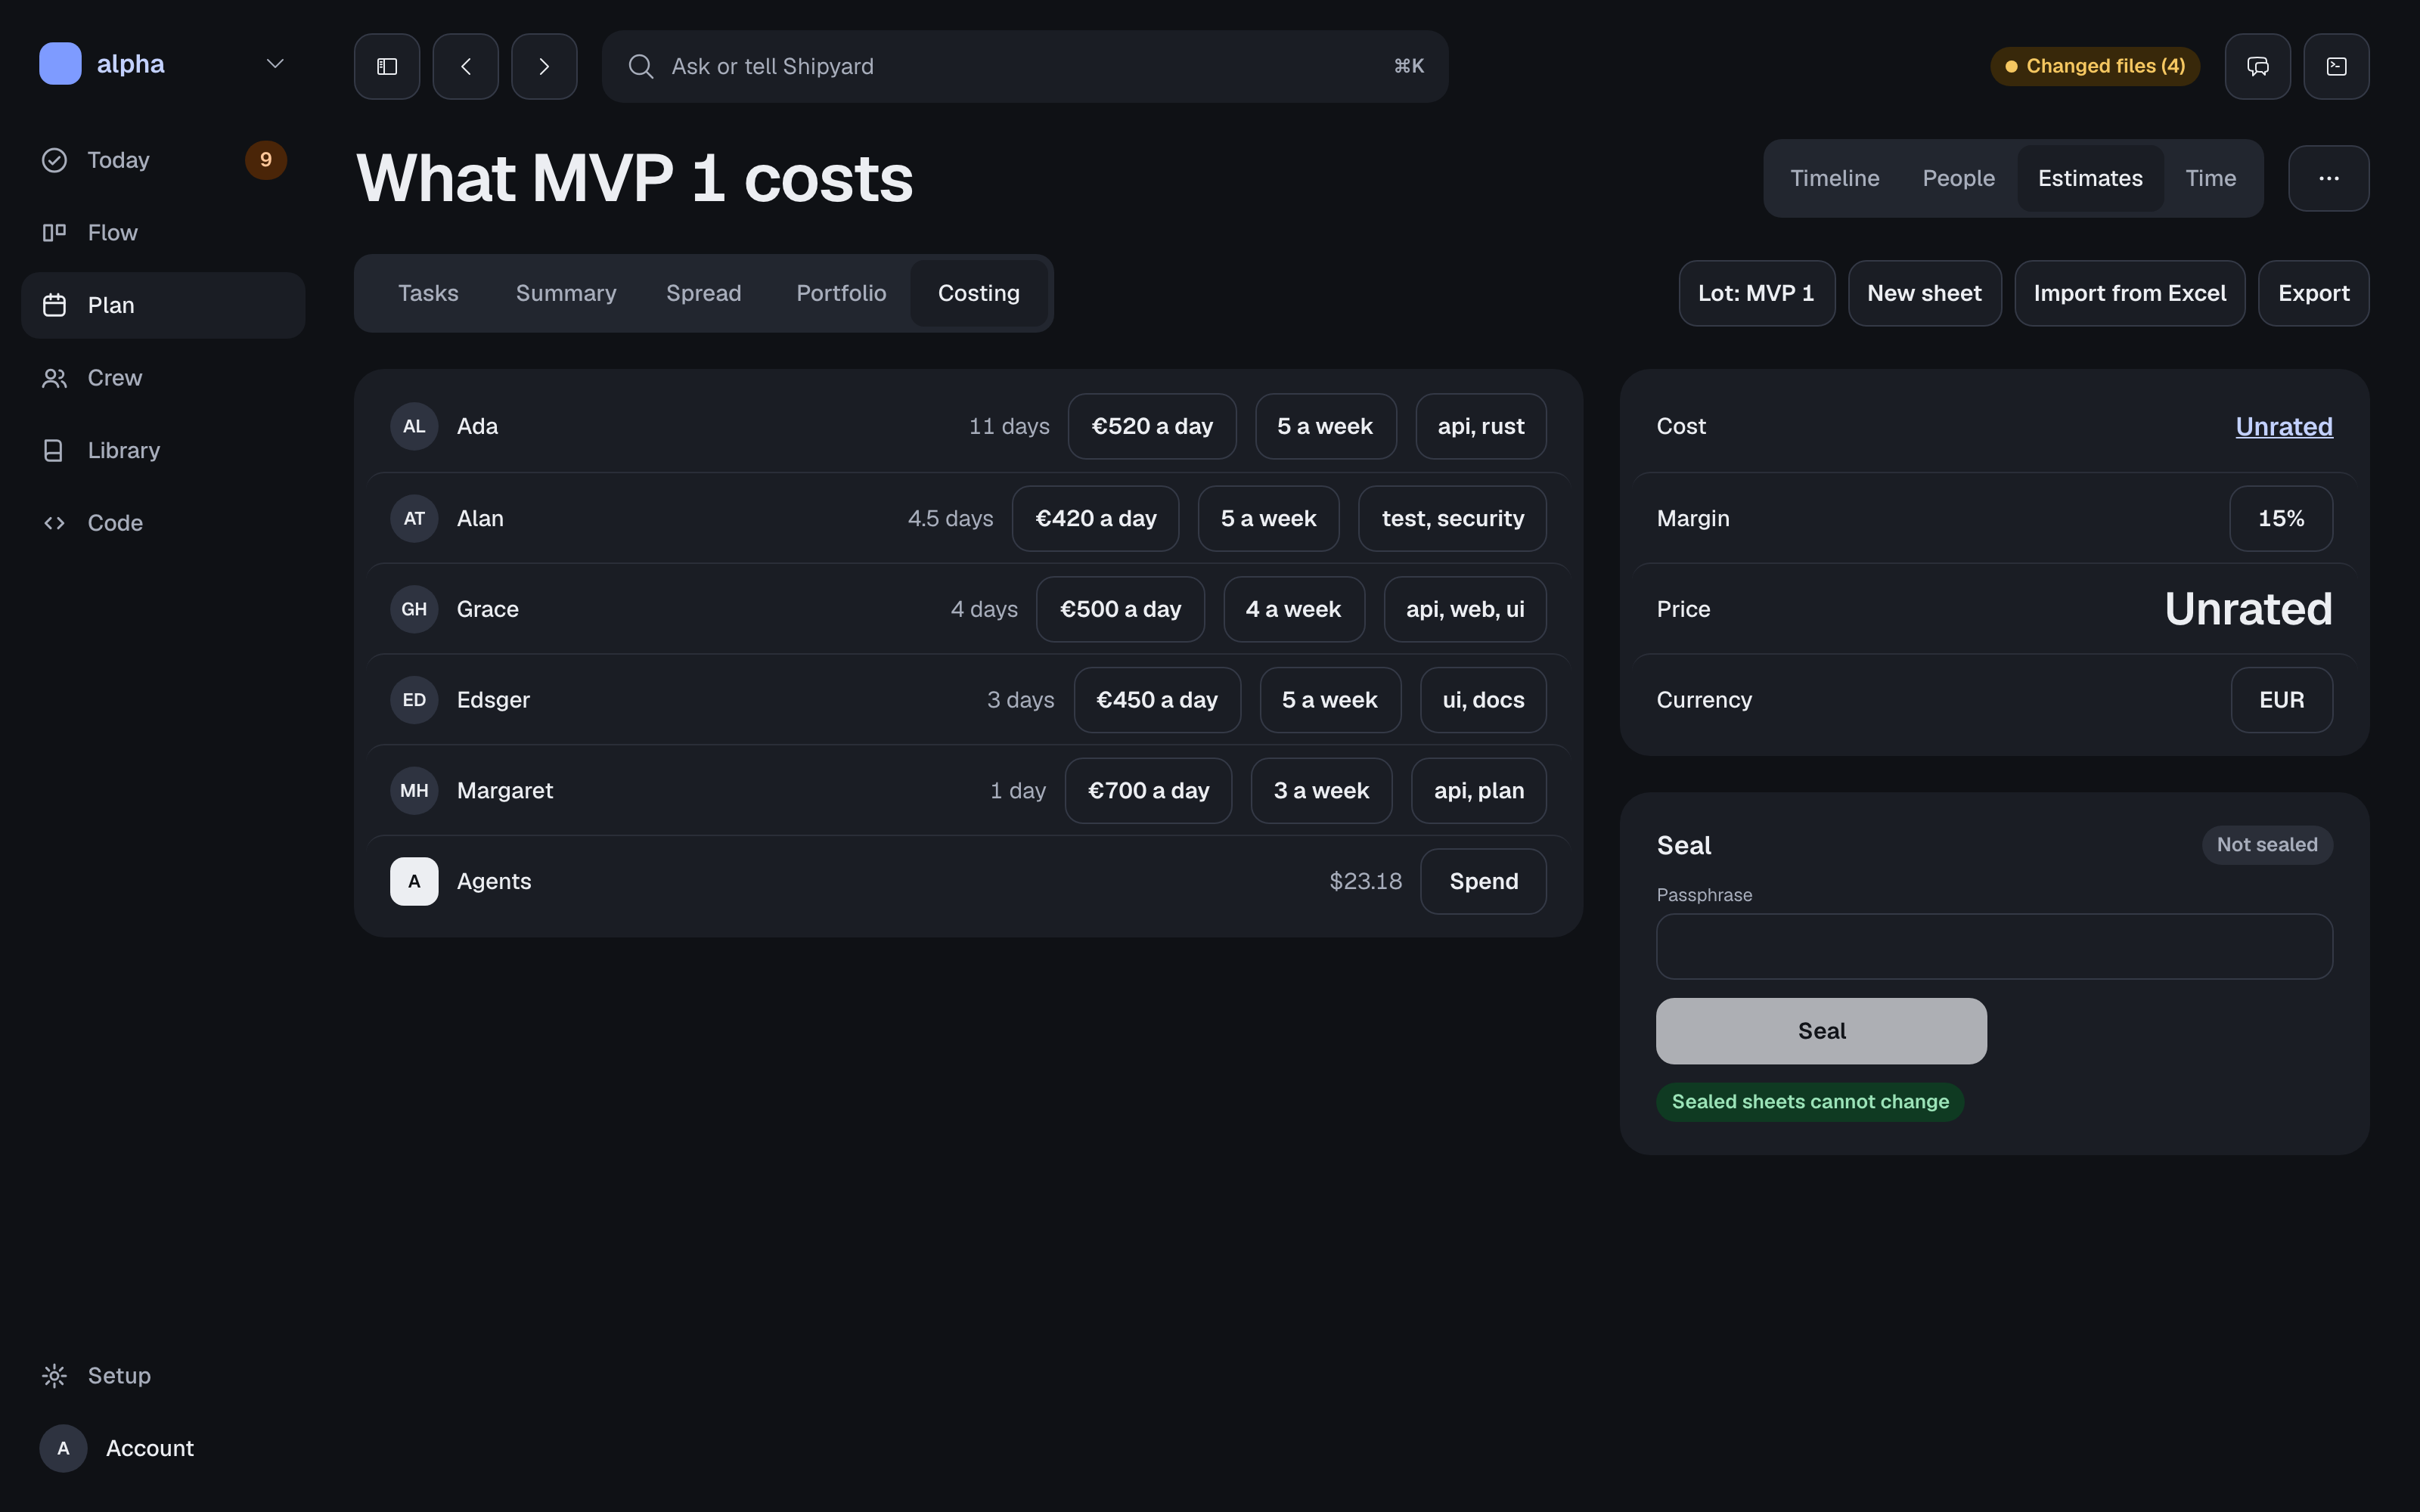 alpha
Ask or tell Shipyard ⌘K
Changed files (4)
Today 9
Flow
Plan
Crew
Library
Code
Setup
A Account
What MVP 1 costs
Timeline People Estimates Time
Tasks Summary Spread Portfolio Costing
Lot: MVP 1 New sheet Import from Excel Export
AL Ada 11 days €520 a day 5 a week api, rust
AT Alan 4.5 days €420 a day 5 a week test, security
GH Grace 4 days €500 a day 4 a week api, web, ui
ED Edsger 3 days €450 a day 5 a week ui, docs
MH Margaret 1 day €700 a day 3 a week api, plan
A Agents $23.18 Spend
Cost Unrated
Margin 15%
Price Unrated
Currency EUR
Seal Not sealed
Passphrase
Seal
Sealed sheets cannot change